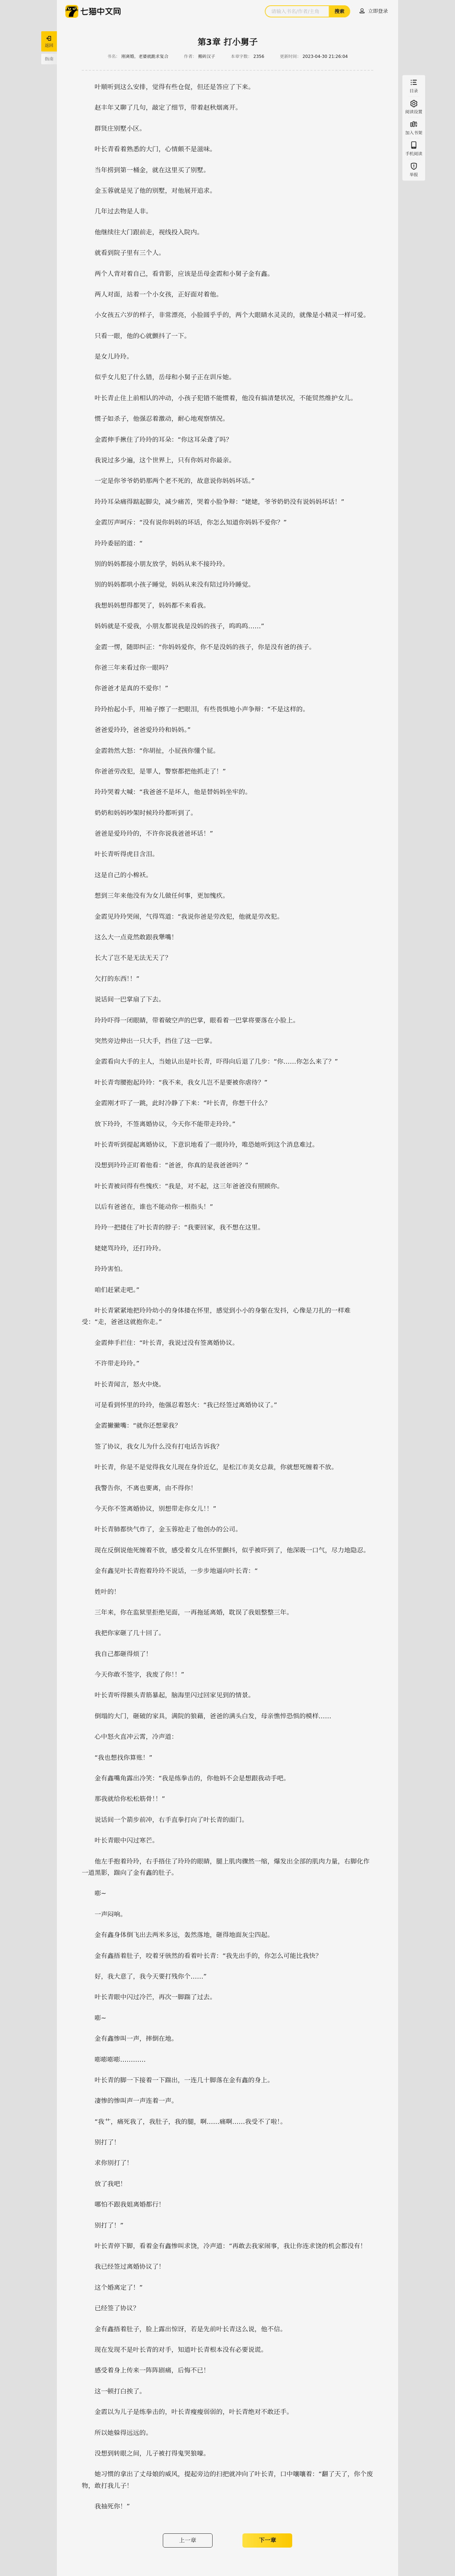 七猫中文网
请输入书名/作者/主角
搜索
立即登录
返回
书籍
目录
阅读设置
加入书架
手机阅读
举报
第3章 打小舅子
作者：
本章字数：
2356
更新时间：
2023-04-30 21:26:04
叶烟听到这么安排，觉得有些仓促，但还是答应了下来。
赵丰年又聊了几句，敲定了细节，带着赵秋烟离开。
群贤庄别墅小区。
叶长青看着熟悉的大门，心情颇不是滋味。
当年捞到第一桶金，就在这里买了别墅。
金玉蓉就是见了他的别墅，对他展开追求。
几年过去物是人非。
他继续往大门跟前走，视线投入院内。
就看到院子里有三个人。
两个人背对着自己，看背影，应该是岳母金霞和小舅子金有鑫。
两人对面，站着一个小女孩，正好面对着他。
小女孩五六岁的样子，非常漂亮，小脸圆乎乎的，两个大眼睛水灵灵的，就像是小精灵一样可爱。
只看一眼，他的心就颤抖了一下。
是女儿玲玲。
似乎女儿犯了什么错，岳母和小舅子正在训斥她。
叶长青止住上前相认的冲动，小孩子犯错不能惯着，他没有搞清楚状况，不能贸然维护女儿。
惯子如杀子，他强忍着激动，耐心地观察情况。
金霞伸手揪住了玲玲的耳朵：“你这耳朵聋了吗？
我说过多少遍，这个世界上，只有你妈对你最亲。
一定是你爷爷奶奶那两个老不死的，故意说你妈妈坏话。”
玲玲耳朵痛得踮起脚尖，减少痛苦，哭着小脸争辩：“姥姥，爷爷奶奶没有说妈妈坏话！”
金霞厉声呵斥：“没有说你妈妈的坏话，你怎么知道你妈妈不爱你？”
玲玲委屈的道：“
别的妈妈都接小朋友放学，妈妈从来不接玲玲。
别的妈妈都哄小孩子睡觉，妈妈从来没有陪过玲玲睡觉。
我想妈妈想得都哭了，妈妈都不来看我。
妈妈就是不爱我，小朋友都说我是没妈的孩子，呜呜呜……”
金霞一愣，随即纠正：“你妈妈爱你，你不是没妈的孩子，你是没有爸的孩子。
你爸三年来看过你一眼吗？
你爸爸才是真的不爱你！”
玲玲抬起小手，用袖子擦了一把眼泪，有些畏惧地小声争辩：“不是这样的。
爸爸爱玲玲，爸爸爱玲玲和妈妈。”
金霞勃然大怒：“你胡扯，小屁孩你懂个屁。
你爸爸劳改犯，是罪人，警察都把他抓走了！”
玲玲哭着大喊：“我爸爸不是坏人，他是替妈妈坐牢的。
奶奶和妈妈吵架时候玲玲都听到了。
爸爸是爱玲玲的，不许你说我爸爸坏话！”
叶长青听得虎目含泪。
这是自己的小棉袄。
想到三年来他没有为女儿做任何事，更加愧疚。
金霞见玲玲哭闹，气得骂道：“我说你爸是劳改犯，他就是劳改犯。
这么大一点竟然敢跟我犟嘴！
长大了岂不是无法无天了？
欠打的东西！！”
说话间一巴掌扇了下去。
玲玲吓得一闭眼睛，带着破空声的巴掌，眼看着一巴掌将要落在小脸上。
突然旁边伸出一只大手，挡住了这一巴掌。
金霞看向大手的主人，当她认出是叶长青，吓得向后退了几步：“你……你怎么来了？”
叶长青弯腰抱起玲玲：“我不来，我女儿岂不是要被你虐待？”
金霞刚才吓了一跳，此时冷静了下来：“叶长青，你想干什么？
放下玲玲，不签离婚协议，今天你不能带走玲玲。”
叶长青听到提起离婚协议，下意识地看了一眼玲玲，唯恐她听到这个消息难过。
没想到玲玲正盯着他看：“爸爸，你真的是我爸爸吗？”
叶长青被问得有些愧疚：“我是，对不起，这三年爸爸没有照顾你。
以后有爸爸在，谁也不能动你一根指头！”
玲玲一把搂住了叶长青的脖子：“我要回家，我不想在这里。
姥姥骂玲玲，还打玲玲。
玲玲害怕。
咱们赶紧走吧。”
叶长青紧紧地把玲玲幼小的身体搂在怀里，感觉到小小的身躯在发抖，心像是刀扎的一样难
受：“走，爸爸这就抱你走。”
金霞伸手拦住：“叶长青，我说过没有签离婚协议。
不许带走玲玲。”
叶长青闻言，怒火中烧。
可是看到怀里的玲玲，他强忍着怒火：“我已经签过离婚协议了。”
金霞撇撇嘴：“就你还想蒙我？
签了协议，我女儿为什么没有打电话告诉我？
叶长青，你是不是觉得我女儿现在身价近亿，是松江市美女总裁，你就想死缠着不放。
我警告你，不离也要离，由不得你！
今天你不签离婚协议，别想带走你女儿！！”
叶长青肺都快气炸了，金玉蓉抢走了他创办的公司。
现在反倒说他死缠着不放，感受着女儿在怀里颤抖，似乎被吓到了，他深吸一口气，尽力地隐忍。
金有鑫见叶长青抱着玲玲不说话，一步步地逼向叶长青：“
姓叶的！
三年来，你在监狱里拒绝见面，一再拖延离婚，耽误了我姐整整三年。
我把你家砸了几十回了。
我自己都砸得烦了！
今天你敢不签字，我废了你！！”
叶长青听得额头青筋暴起，脑海里闪过回家见到的情景。
倒塌的大门，砸破的家具，满院的狼藉，爸爸的满头白发，母亲憔悴恐惧的模样……
心中怒火直冲云霄，冷声道：
“我也想找你算账！”
金有鑫嘴角露出冷笑：“我是练拳击的，你他妈不会是想跟我动手吧。
那我就给你松松筋骨！！”
说话间一个箭步前冲，右手直拳打向了叶长青的面门。
叶长青眼中闪过寒芒。
他左手抱着玲玲，右手捂住了玲玲的眼睛，腿上肌肉骤然一缩，爆发出全部的肌肉力量，右脚化作
一道黑影，踹向了金有鑫的肚子。
嘭~
一声闷响。
金有鑫身体倒飞出去两米多远，轰然落地，砸得地面灰尘四起。
金有鑫捂着肚子，咬着牙骇然的看着叶长青：“我先出手的，你怎么可能比我快？
好，我大意了，我今天要打残你个……”
叶长青眼中闪过冷芒，再次一脚踹了过去。
嘭~
金有鑫惨叫一声，摔倒在地。
嘭嘭嘭嘭…………
叶长青的脚一下接着一下踹出，一连几十脚落在金有鑫的身上。
凄惨的惨叫声一声连着一声。
别打了！
求你别打了！
放了我吧！
哪怕不跟我姐离婚都行！
别打了！”
叶长青停下脚，看着金有鑫惨叫求饶，冷声道：“再敢去我家闹事，我让你连求饶的机会都没有！
我已经签过离婚协议了！
这个婚离定了！”
已经签了协议？
金有鑫捂着肚子，脸上露出惊讶，若是先前叶长青这么说，他不信。
现在发现不是叶长青的对手，知道叶长青根本没有必要说谎。
感受着身上传来一阵阵剧痛，后悔不已！
这一顿打白挨了。
金霞以为儿子是练拳击的，叶长青瘦瘦弱弱的，叶长青绝对不敢还手。
所以她躲得远远的。
没想到转眼之间，儿子被打得鬼哭狼嚎。
她习惯的拿出了丈母娘的威风，提起旁边的扫把就冲向了叶长青，口中嚷嚷着：“翻了天了，你个废
物，敢打我儿子！
我抽死你！”
上一章
下一章